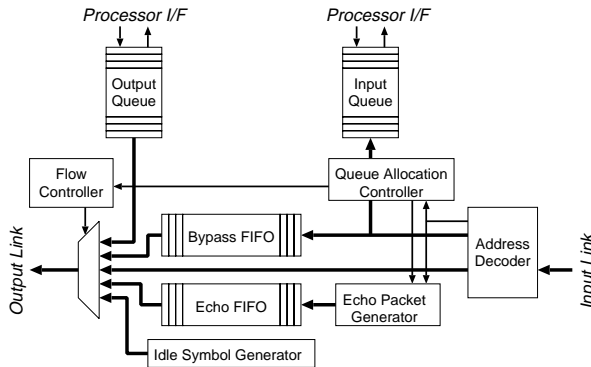 Processor I/F
Processor I/F
Output
Queue
Input
Queue
Flow
Controller
Queue Allocation
Controller
Bypass FIFO
Address
Decoder
Output Link
Input Link
Echo FIFO
Echo Packet
Generator
Idle Symbol Generator